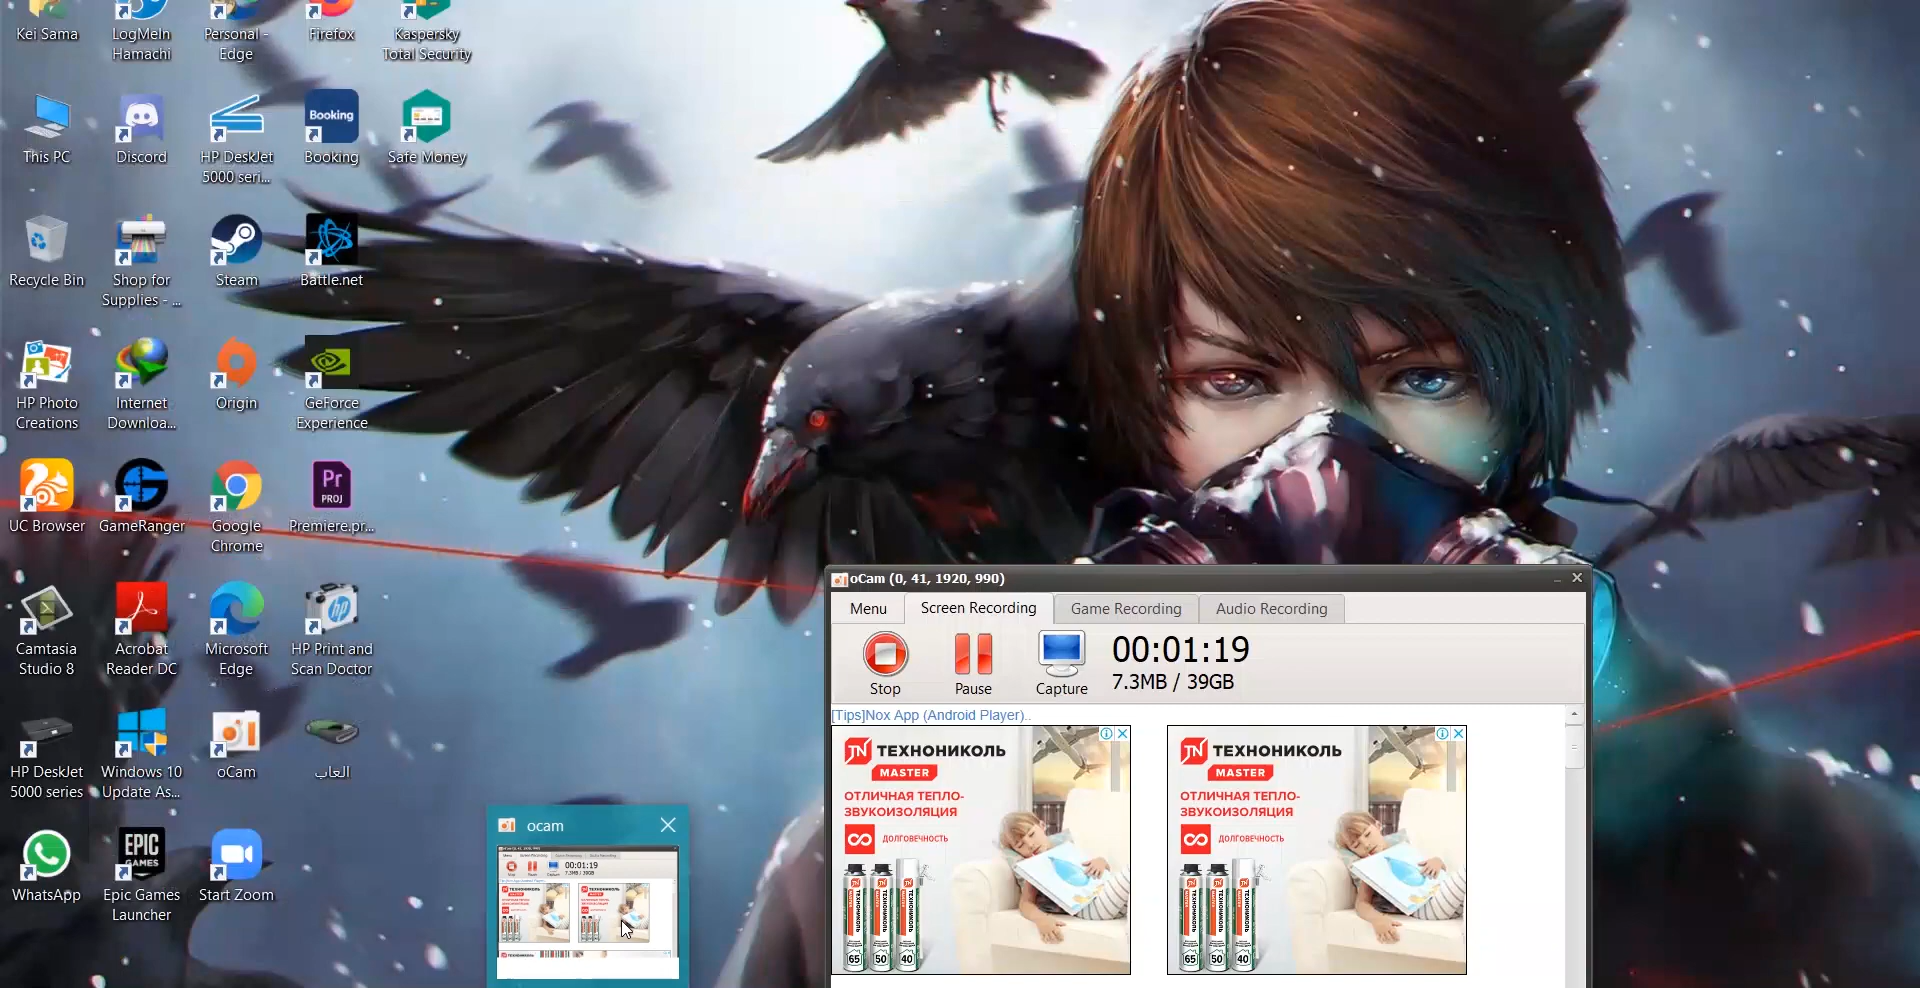 Kei Sama
LogMeIn
Hamachi
Personal -
Edge
Firefox
Kaspersky
Total Security
This PC
Discord
HP DeskJet
5000 seri...
Booking
Booking
Safe Money
Recycle Bin
Shop for
Supplies - ...
Steam
Battle.net
HP Photo
Creations
Internet
Downloa...
Origin
GeForce
Experience
UC Browser
GameRanger
Google
Chrome
Pr
PROJ
Premiere.pr...
Camtasia
Studio 8
Acrobat
Reader DC
Microsoft
Edge
HP Print and
Scan Doctor
HP DeskJet
5000 series
Windows 10
Update As...
oCam
العاب
WhatsApp
EPIC
GAMES
Epic Games
Launcher
Start Zoom
ocam
00:01:19
ТЕХНОНИКОЛЬ
ТЕХНОНИКОЛЬ
oCam (0, 41, 1920, 990)
Menu
Screen Recording
Game Recording
Audio Recording
Stop
Pause
Capture
00:01:19
7.3MB / 39GB
[Tips]Nox App (Android Player)..
ТЕХНОНИКОЛЬ
MASTER
ОТЛИЧНАЯ ТЕПЛО-
ЗВУКОИЗОЛЯЦИЯ
ДОЛГОВЕЧНОСТЬ
65 50 40
ТЕХНОНИКОЛЬ
MASTER
ОТЛИЧНАЯ ТЕПЛО-
ЗВУКОИЗОЛЯЦИЯ
ДОЛГОВЕЧНОСТЬ
65 50 40